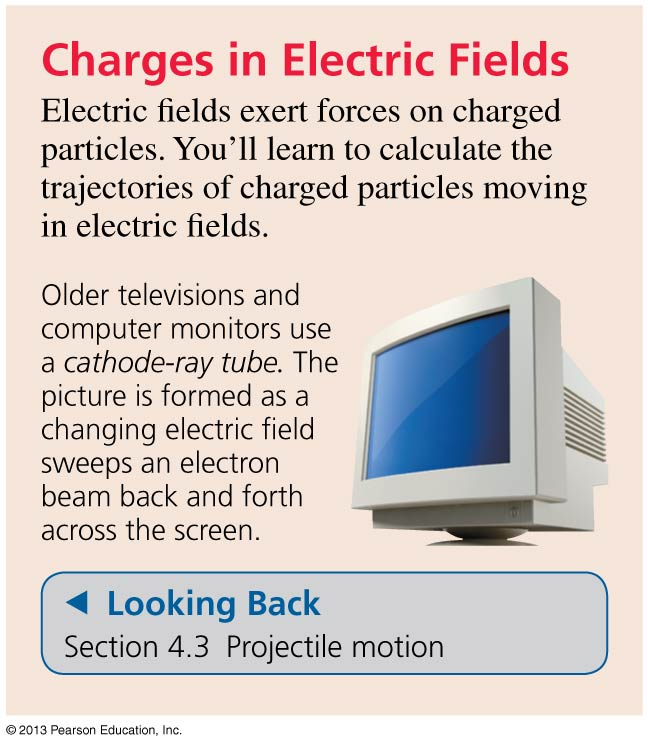 Charges in Electric Fields
Electric fields exert forces on charged
particles. You’ll learn to calculate the
trajectories of charged particles moving
in electric fields.
Older televisions and
computer monitors use
a cathode-ray tube. The
picture is formed as a
changing electric field
sweeps an electron
beam back and forth
across the screen.
◀ Looking Back
Section 4.3 Projectile motion
© 2013 Pearson Education, Inc.